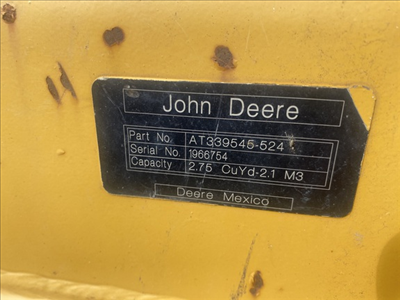 John Deere
Part No. AT339545-524
Serial No. 1966754
Capacity 2.75 CuYd-2.1 M3
Deere Mexico